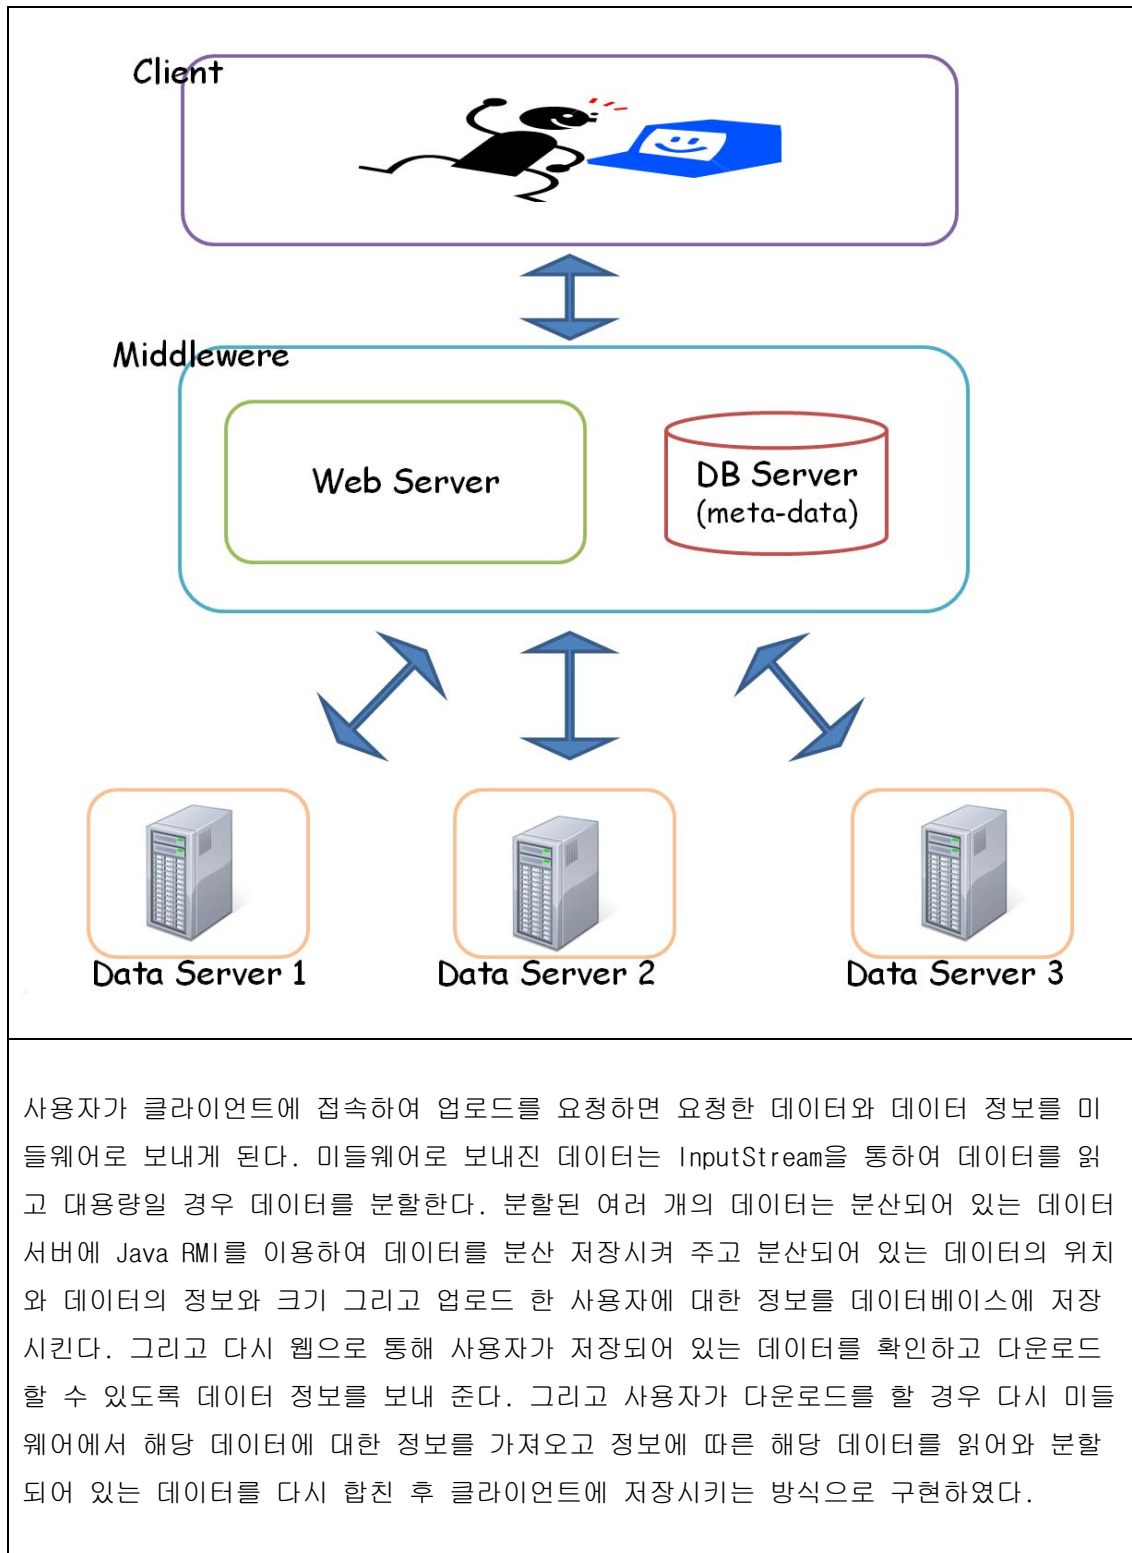 Client
Middlewere
Web Server
DB Server
(meta-data)
Data Server 1
Data Server 2
Data Server 3
사용자가 클라이언트에 접속하여 업로드를 요청하면 요청한 데이터와 데이터 정보를 미
들웨어로 보내게 된다. 미들웨어로 보내진 데이터는 InputStream을 통하여 데이터를 읽
고 대용량일 경우 데이터를 분할한다. 분할된 여러 개의 데이터는 분산되어 있는 데이터
서버에 Java RMI를 이용하여 데이터를 분산 저장시켜 주고 분산되어 있는 데이터의 위치
와 데이터의 정보와 크기 그리고 업로드 한 사용자에 대한 정보를 데이터베이스에 저장
시킨다. 그리고 다시 웹으로 통해 사용자가 저장되어 있는 데이터를 확인하고 다운로드
할 수 있도록 데이터 정보를 보내 준다. 그리고 사용자가 다운로드를 할 경우 다시 미들
웨어에서 해당 데이터에 대한 정보를 가져오고 정보에 따른 해당 데이터를 읽어와 분할
되어 있는 데이터를 다시 합친 후 클라이언트에 저장시키는 방식으로 구현하였다.